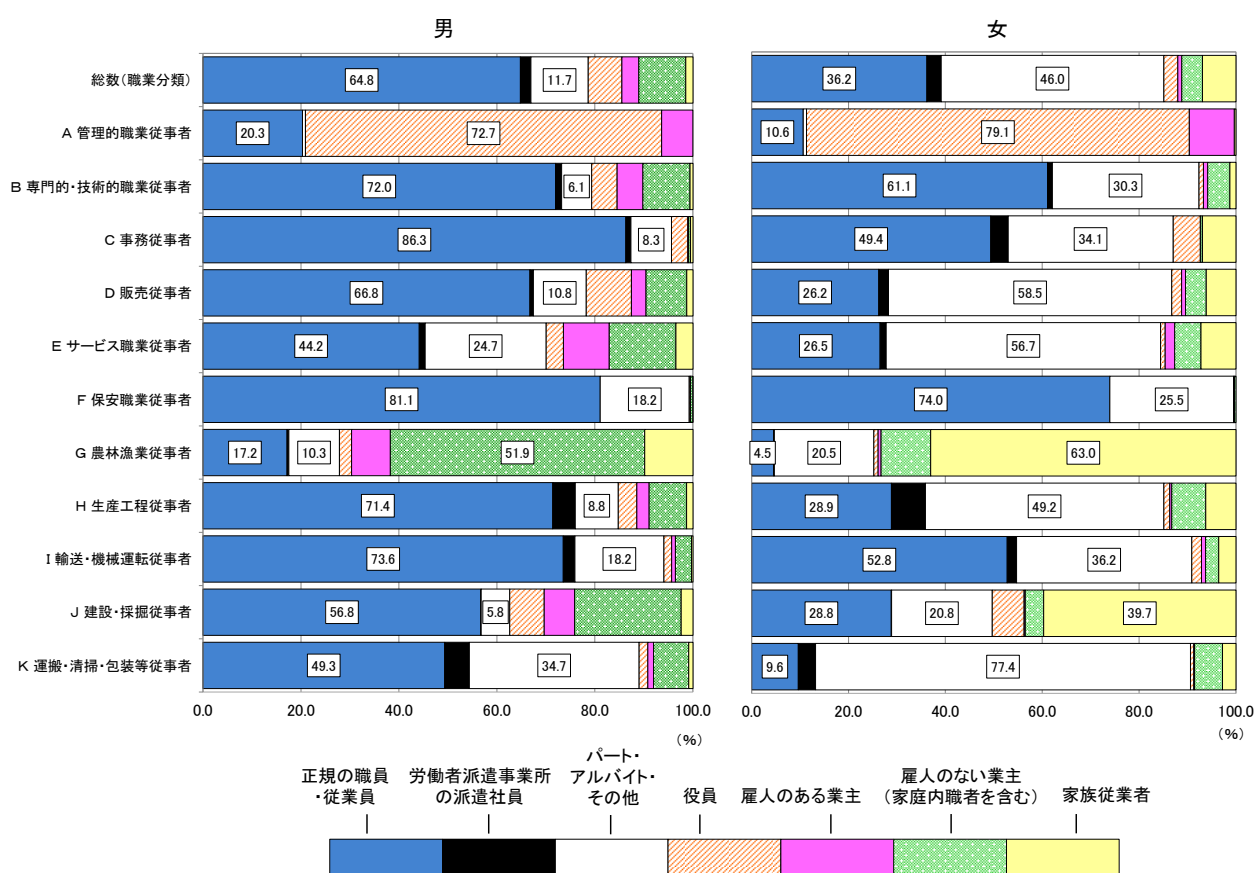 男
女
総数(職業分類)
64.8
11.7
36.2
46.0
A 管理的職業従事者
20.3
72.7
10.6
79.1
B 専門的・技術的職業従事者
72.0
6.1
61.1
30.3
C 事務従事者
86.3
8.3
49.4
34.1
D 販売従事者
66.8
10.8
26.2
58.5
E サービス職業従事者
44.2
24.7
26.5
56.7
F 保安職業従事者
81.1
18.2
74.0
25.5
G 農林漁業従事者
17.2
10.3
51.9
4.5
20.5
63.0
H 生産工程従事者
71.4
8.8
28.9
49.2
I 輸送・機械運転従事者
73.6
18.2
52.8
36.2
J 建設・採掘従事者
56.8
5.8
28.8
20.8
39.7
K 運搬・清掃・包装等従事者
49.3
34.7
9.6
77.4
0.0
20.0
40.0
60.0
80.0
100.0
(%)
0.0
20.0
40.0
60.0
80.0
100.0
(%)
正規の職員
・従業員
労働者派遣事業所
の派遣社員
パート・
アルバイト・
その他
役員
雇人のある業主
雇人のない業主
(家庭内職者を含む)
家族従業者